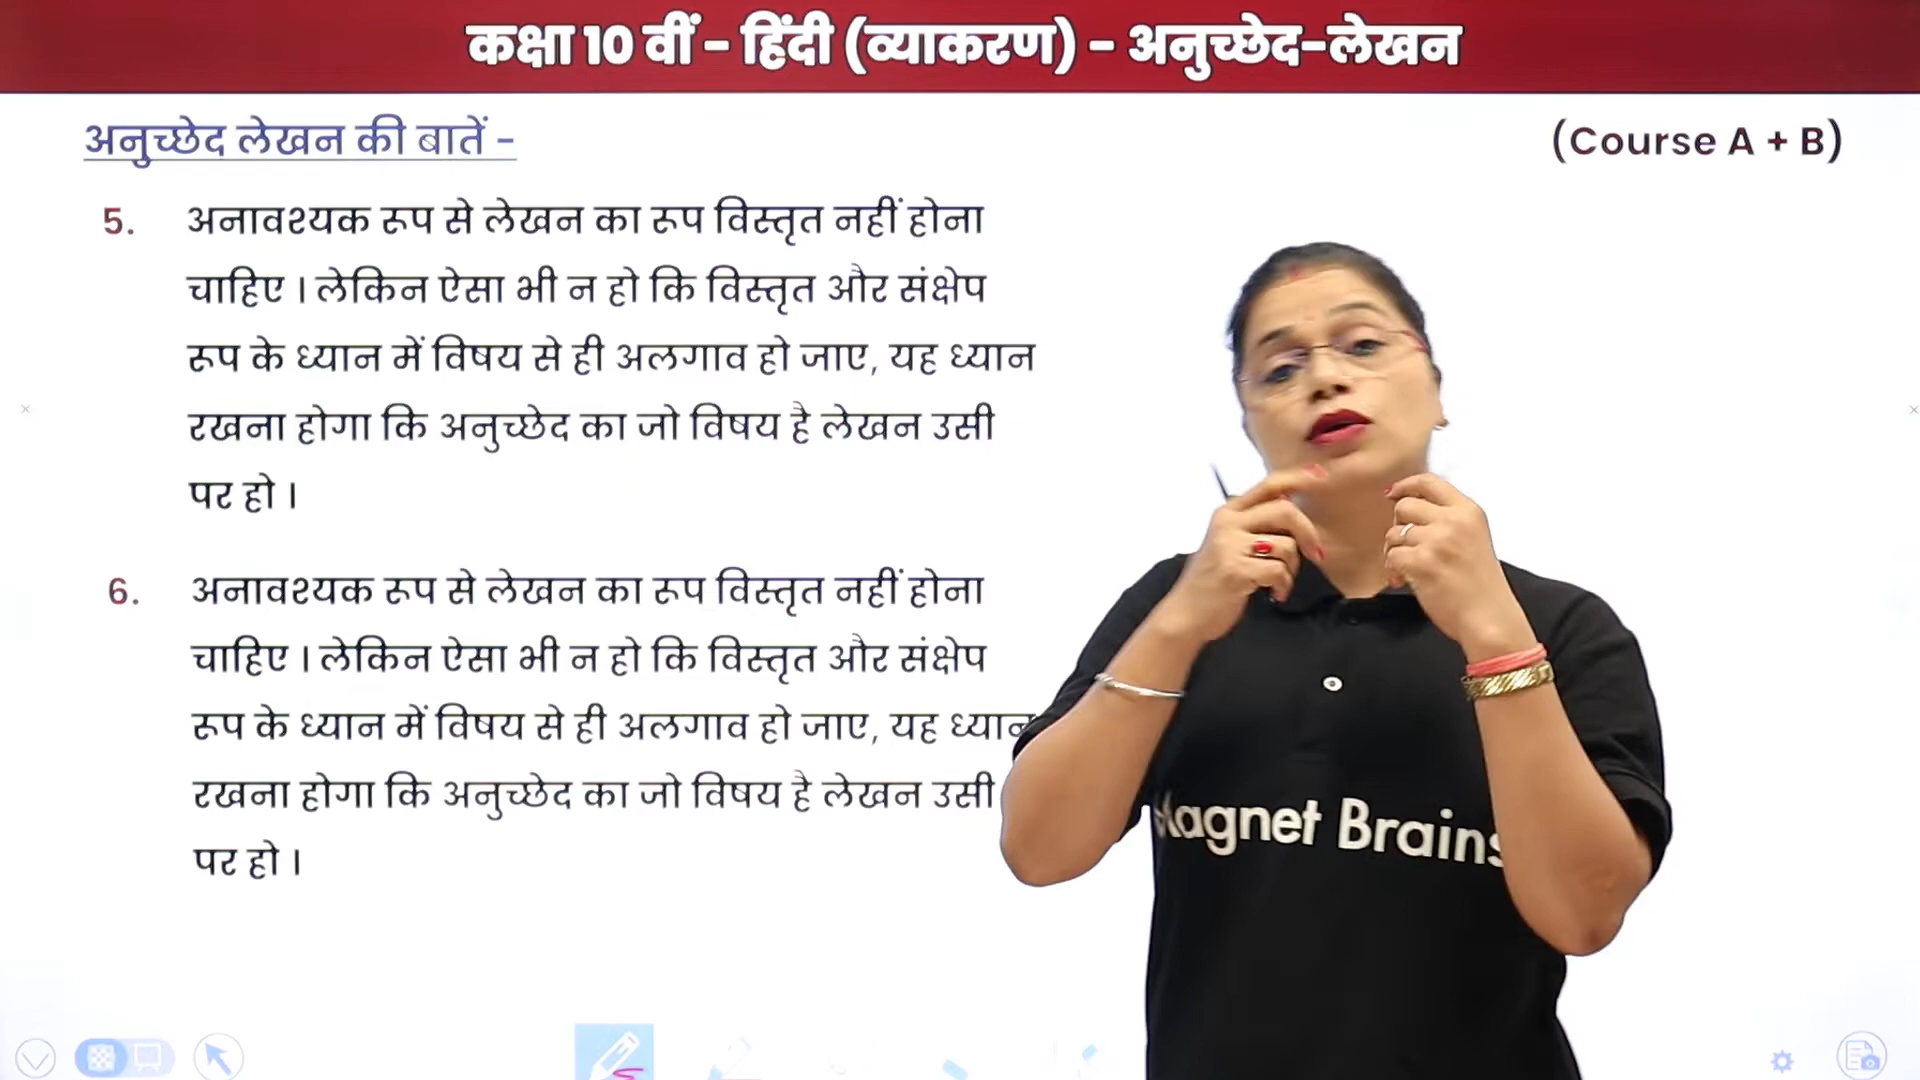 कक्षा 10 वीं - हिंदी (व्याकरण) - अनुच्छेद-लेखन
अनुच्छेद लेखन की बातें -
(Course A + B)
5. अनावश्यक रूप से लेखन का रूप विस्तृत नहीं होना
चाहिए । लेकिन ऐसा भी न हो कि विस्तृत और संक्षेप
रूप के ध्यान में विषय से ही अलगाव हो जाए, यह ध्यान
रखना होगा कि अनुच्छेद का जो विषय है लेखन उसी
पर हो ।
6. अनावश्यक रूप से लेखन का रूप विस्तृत नहीं होना
चाहिए । लेकिन ऐसा भी न हो कि विस्तृत और संक्षेप
रूप के ध्यान में विषय से ही अलगाव हो जाए, यह ध्यान
रखना होगा कि अनुच्छेद का जो विषय है लेखन उसी
पर हो ।
Magnet Brains